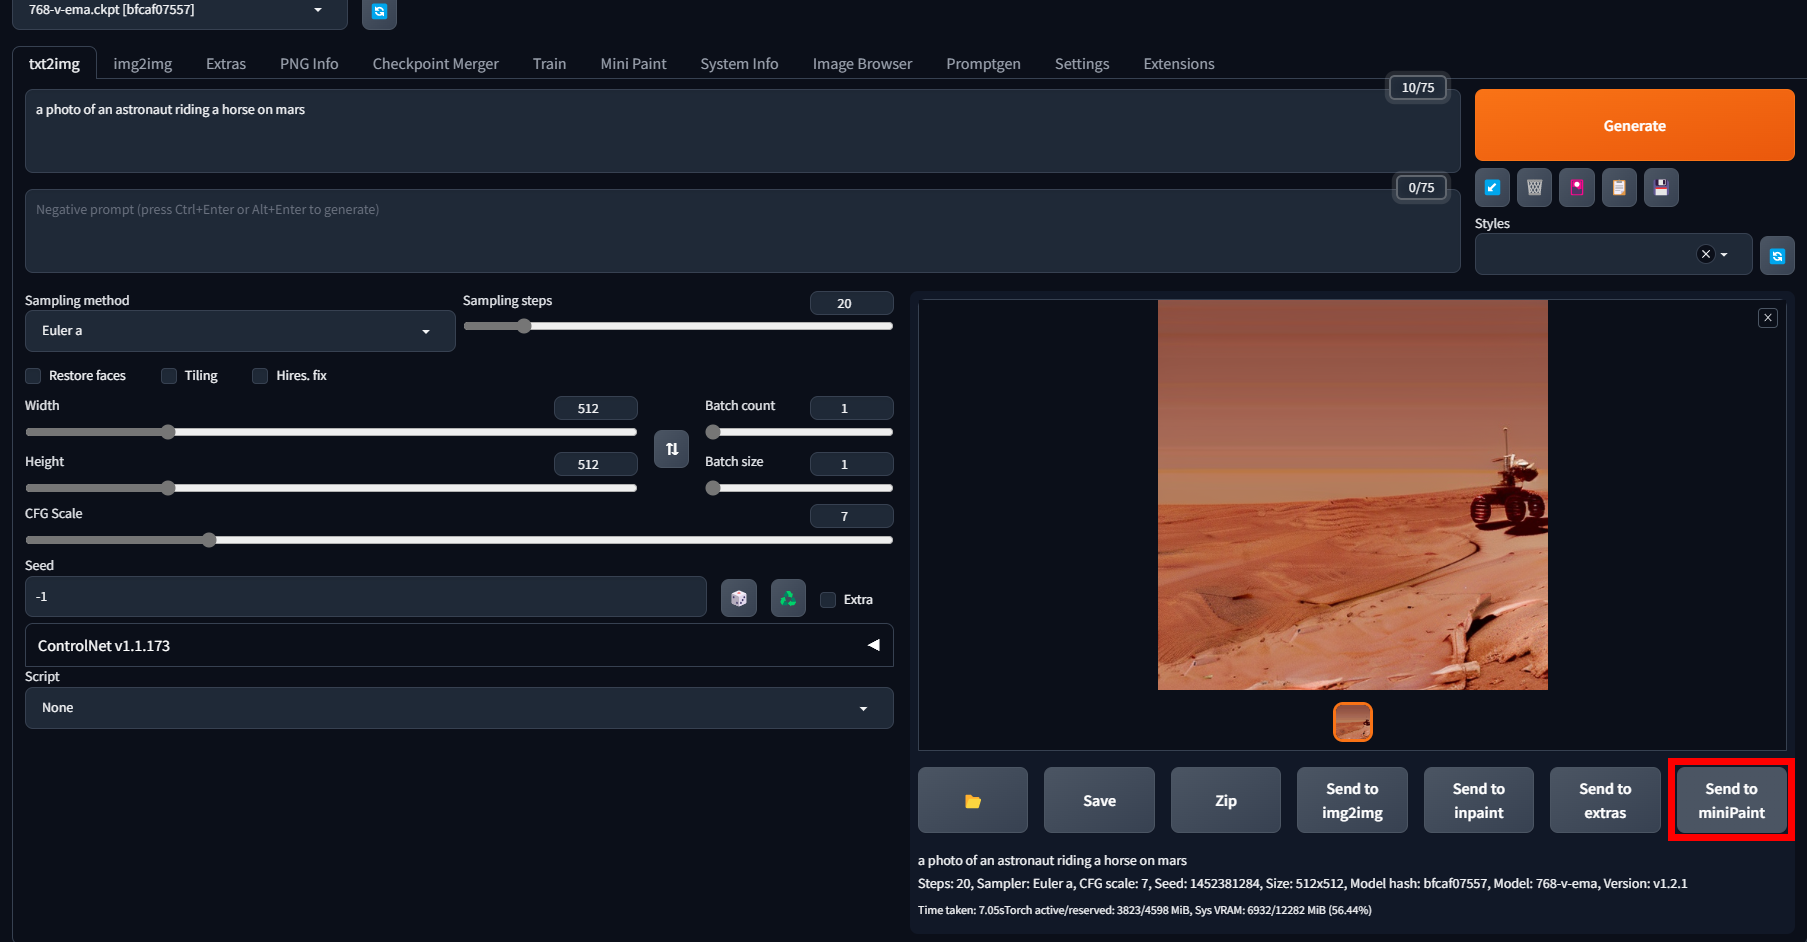 768-v-ema.ckpt [bfcaf07557]
txt2img
img2img
Extras
PNG Info
Checkpoint Merger
Train
Mini Paint
System Info
Image Browser
Promptgen
Settings
Extensions
10/75
a photo of an astronaut riding a horse on mars
Generate
0/75
Negative prompt (press Ctrl+Enter or Alt+Enter to generate)
Styles
Sampling method
Euler a
Sampling steps
20
Restore faces
Tiling
Hires. fix
Width
512
Batch count
1
Height
512
Batch size
1
CFG Scale
7
Seed
-1
Extra
ControlNet v1.1.173
Script
None
Save
Zip
Send to
img2img
Send to
inpaint
Send to
extras
Send to
miniPaint
a photo of an astronaut riding a horse on mars
Steps: 20, Sampler: Euler a, CFG scale: 7, Seed: 1452381284, Size: 512x512, Model hash: bfcaf07557, Model: 768-v-ema, Version: v1.2.1
Time taken: 7.05sTorch active/reserved: 3823/4598 MiB, Sys VRAM: 6932/12282 MiB (56.44%)